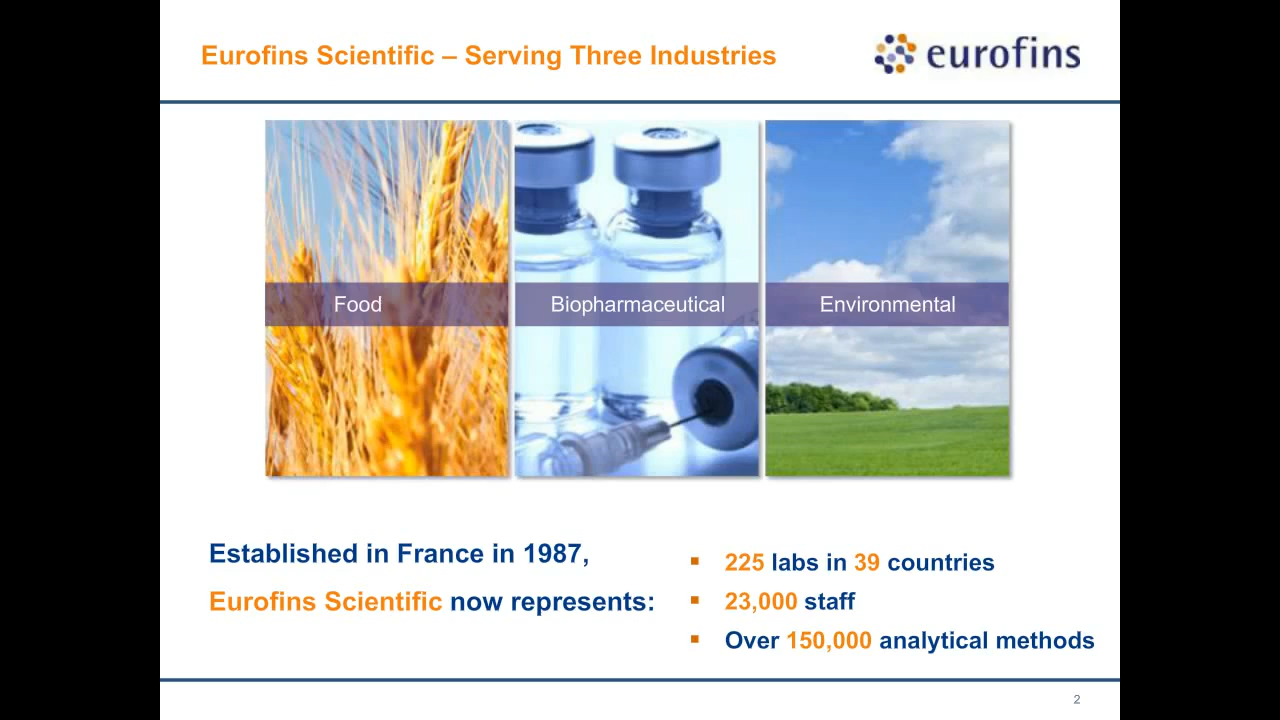 Eurofins Scientific – Serving Three Industries
eurofins
Food
Biopharmaceutical
Environmental
Established in France in 1987,
Eurofins Scientific now represents:
▪ 225 labs in 39 countries
▪ 23,000 staff
▪ Over 150,000 analytical methods
2